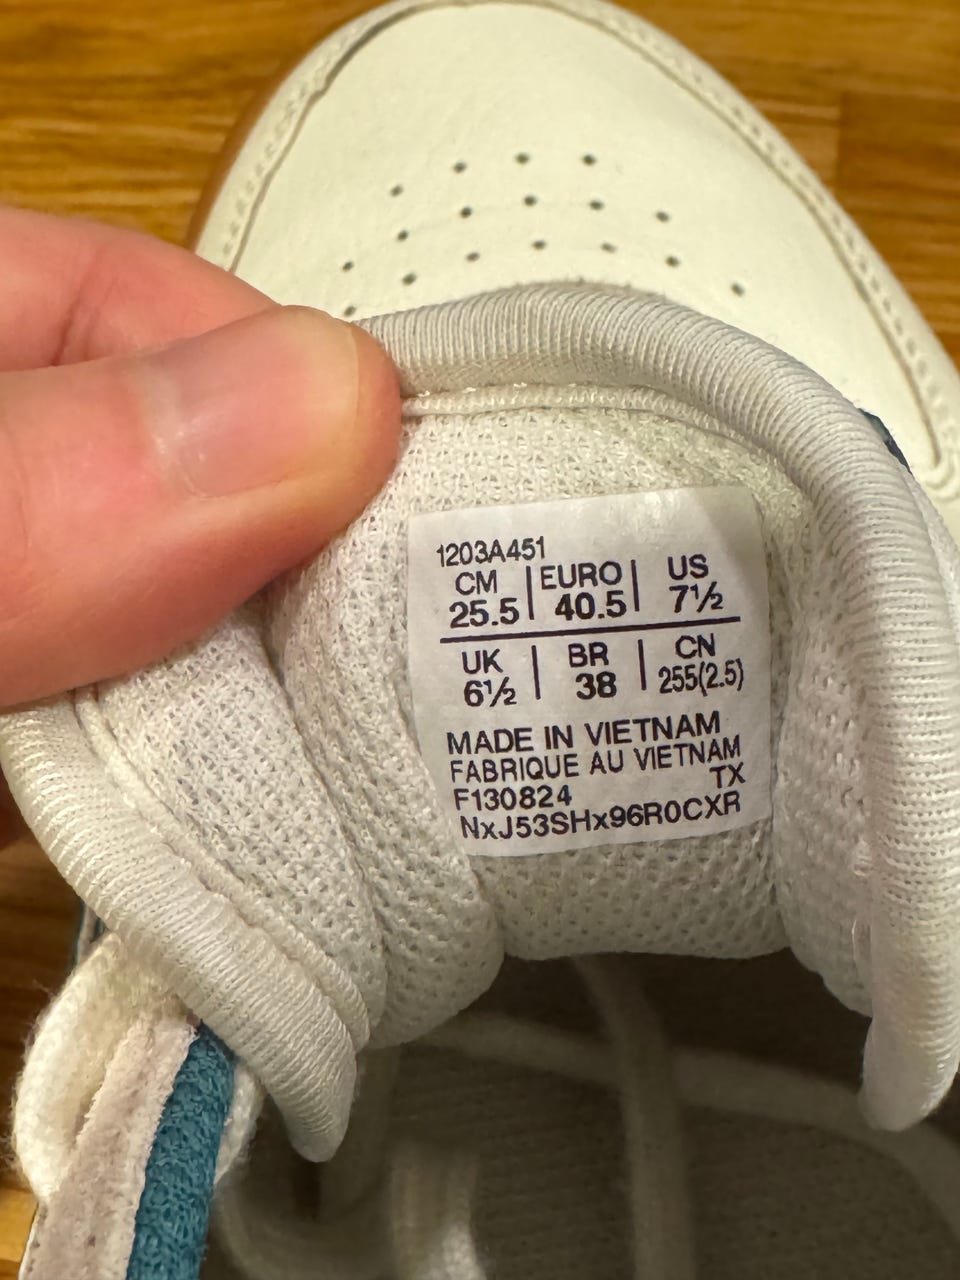 1203A451
CM | EURO | US
25.5 | 40.5 | 7½
UK | BR | CN
6½ | 38 | 255(2.5)
MADE IN VIETNAM
FABRIQUE AU VIETNAM
TX
F130824
NxJ53SHx96R0CXR